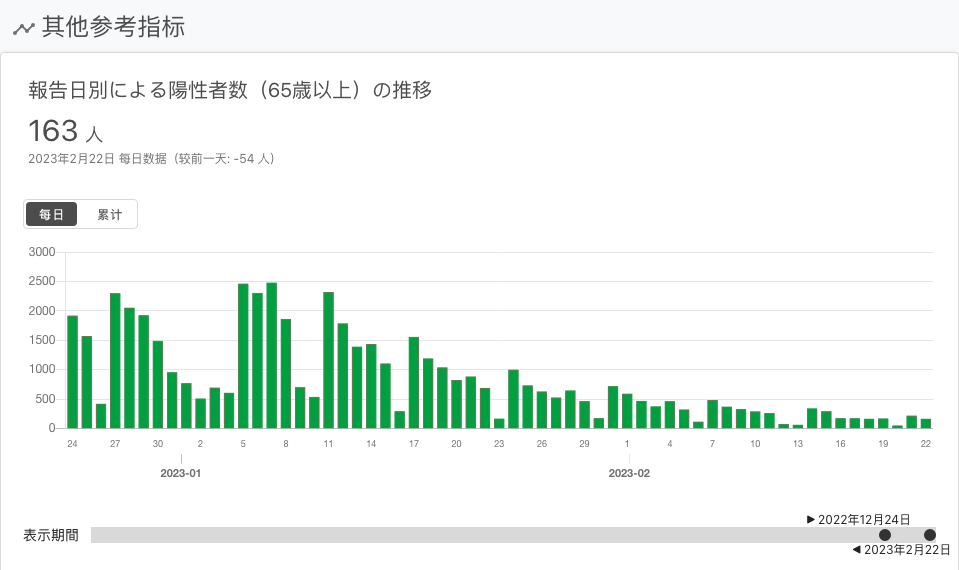 其他参考指标
報告日別による陽性者数（65歳以上）の推移
163 人
2023年2月22日 每日数据（较前一天: -54 人）
每日 累计
3000
2500
2000
1500
1000
500
0
24 27 30 2 5 8 11 14 17 20 23 26 29 1 4 7 10 13 16 19 22
2023-01 2023-02
▶ 2022年12月24日
表示期間
◀ 2023年2月22日